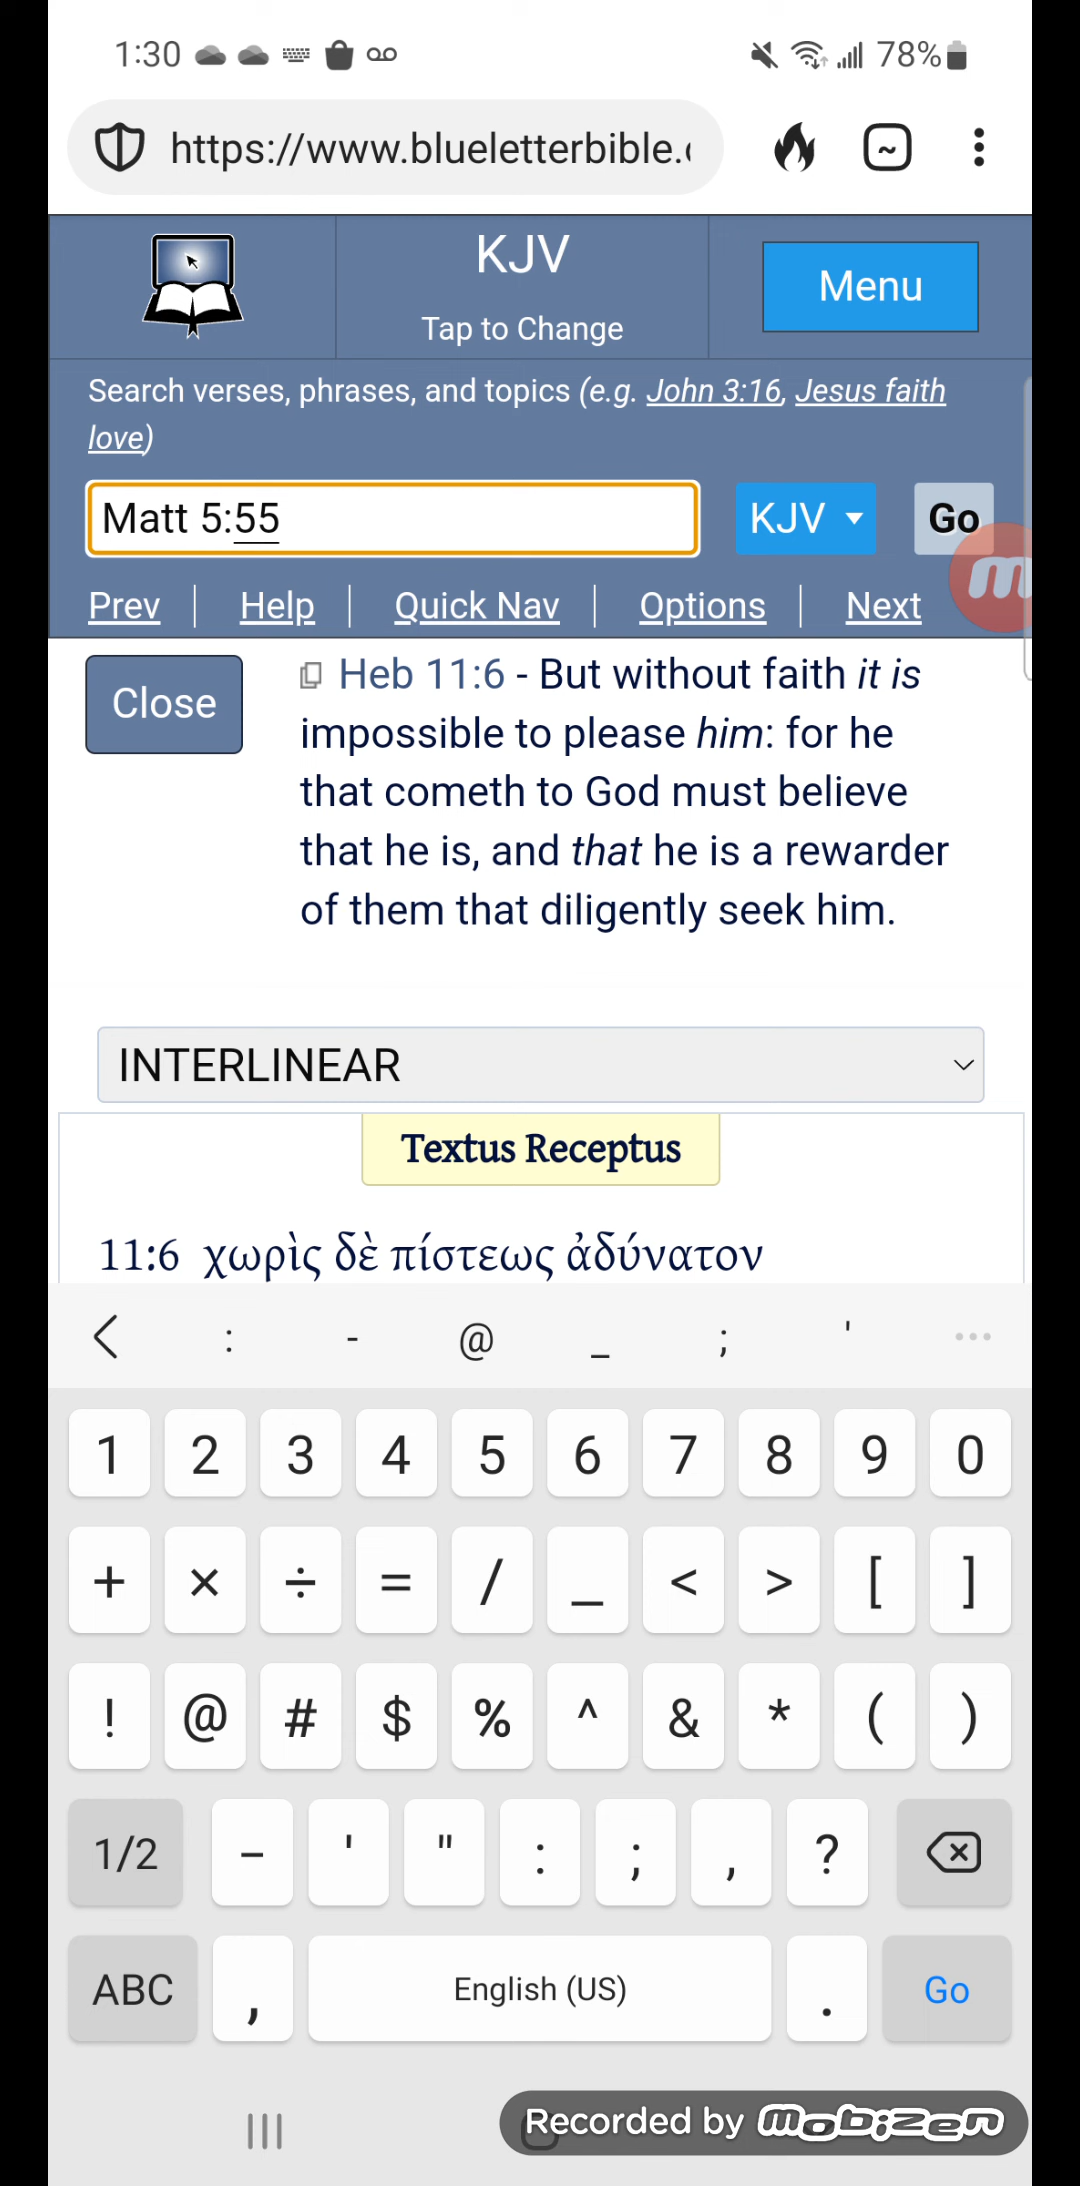 1:30 78%
https://www.blueletterbible.
KJV
Tap to Change
Menu
Search verses, phrases, and topics (e.g. John 3:16, Jesus faith
love)
Matt 5:55
KJV
Go
Prev | Help | Quick Nav | Options | Next
Close
Heb 11:6 - But without faith it is
impossible to please him: for he
that cometh to God must believe
that he is, and that he is a rewarder
of them that diligently seek him.
INTERLINEAR
Textus Receptus
11:6 χωρὶς δὲ πίστεως ἀδύνατον
: - @ _ ; ' ...
1 2 3 4 5 6 7 8 9 0
+ × ÷ = / _ < > [ ]
! @ # $ % ^ & * ( )
1/2 - ' " : ; , ?
ABC , English (US) . Go
Recorded by mobizen